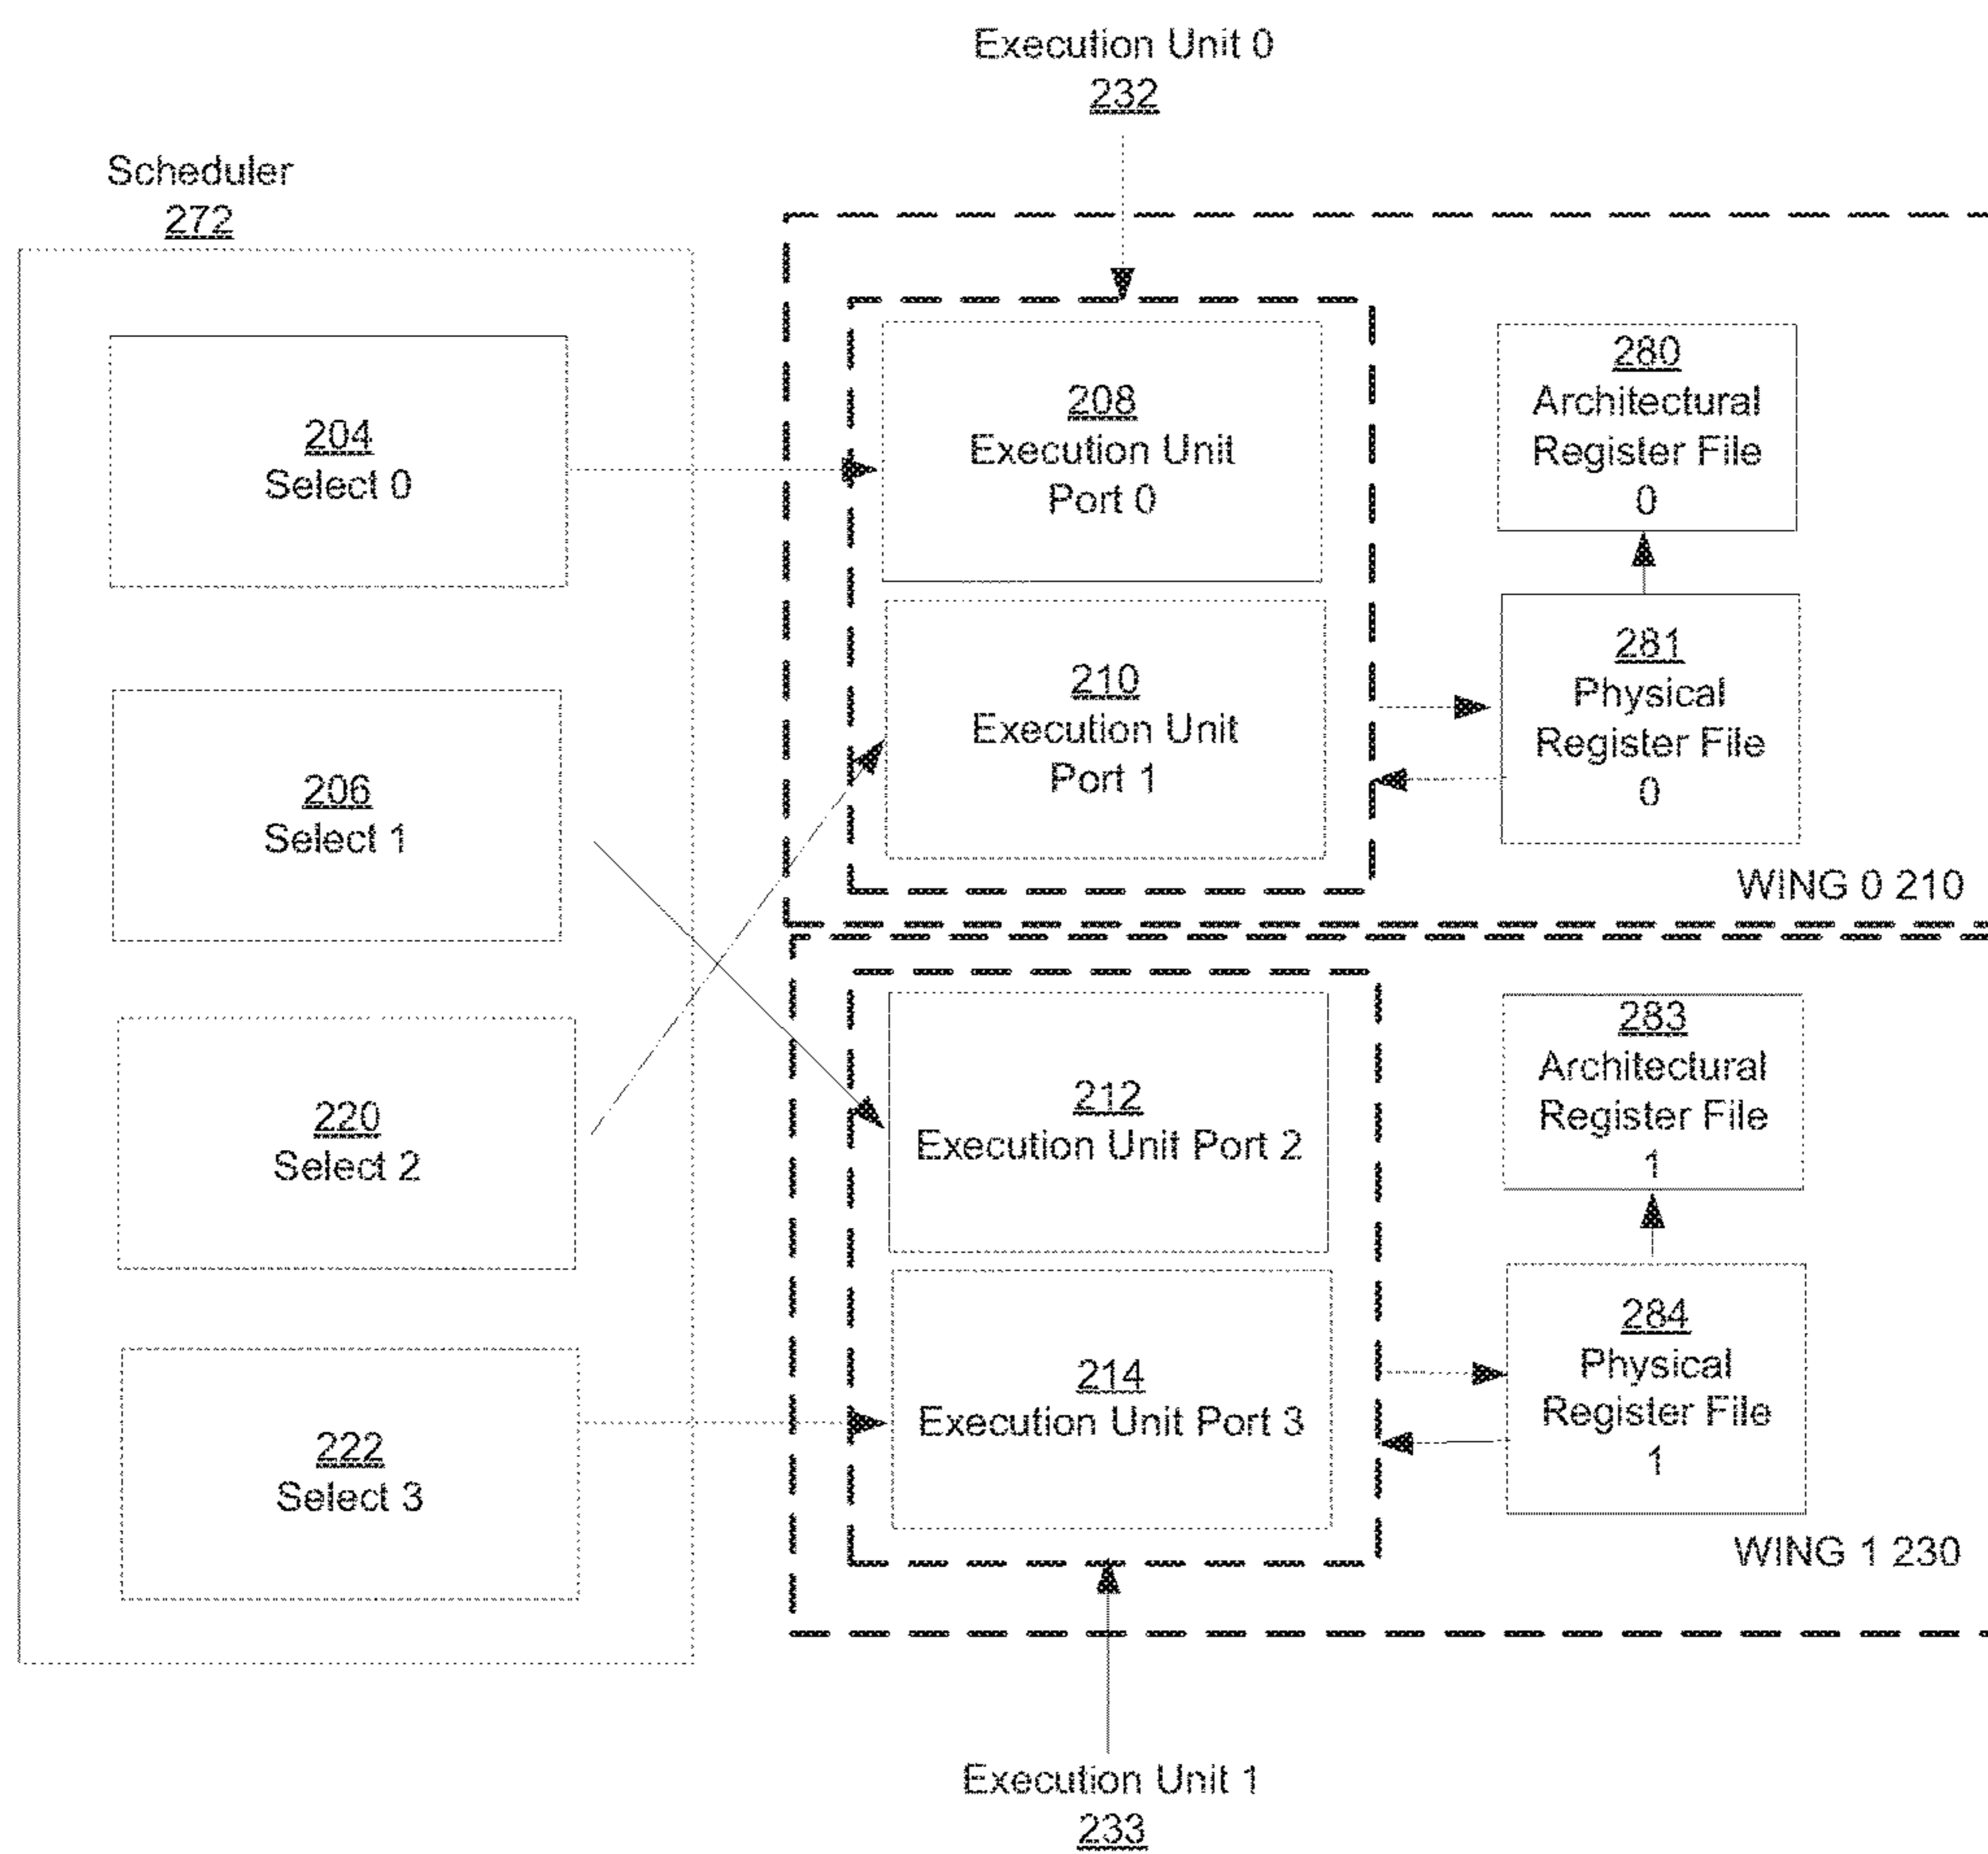 Execution Unit 0
232
Scheduler
272
204
Select 0
206
Select 1
220
Select 2
222
Select 3
208
Execution Unit
Port 0
210
Execution Unit
Port 1
280
Architectural
Register File
0
281
Physical
Register File
0
WING 0 210
212
Execution Unit Port 2
214
Execution Unit Port 3
283
Architectural
Register File
1
284
Physical
Register File
1
WING 1 230
Execution Unit 1
233